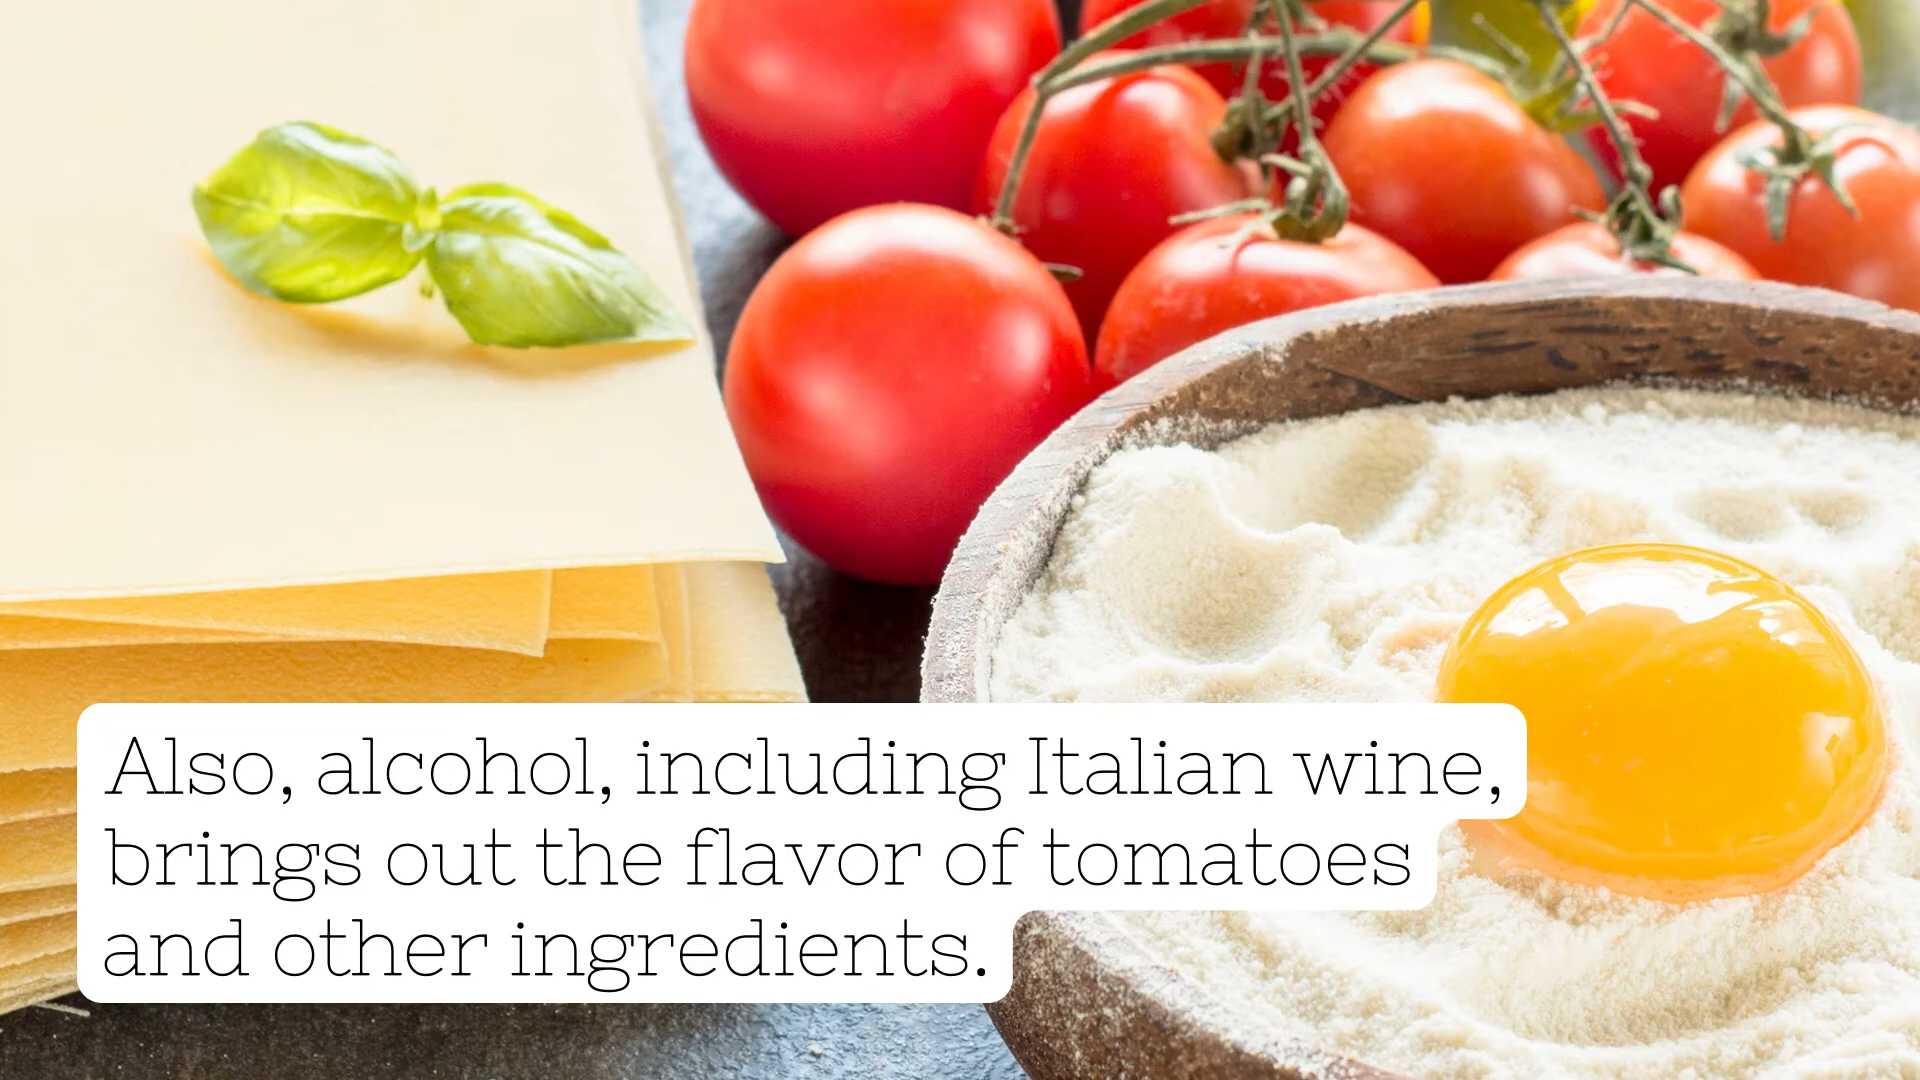 Also, alcohol, including Italian wine,
brings out the flavor of tomatoes
and other ingredients.